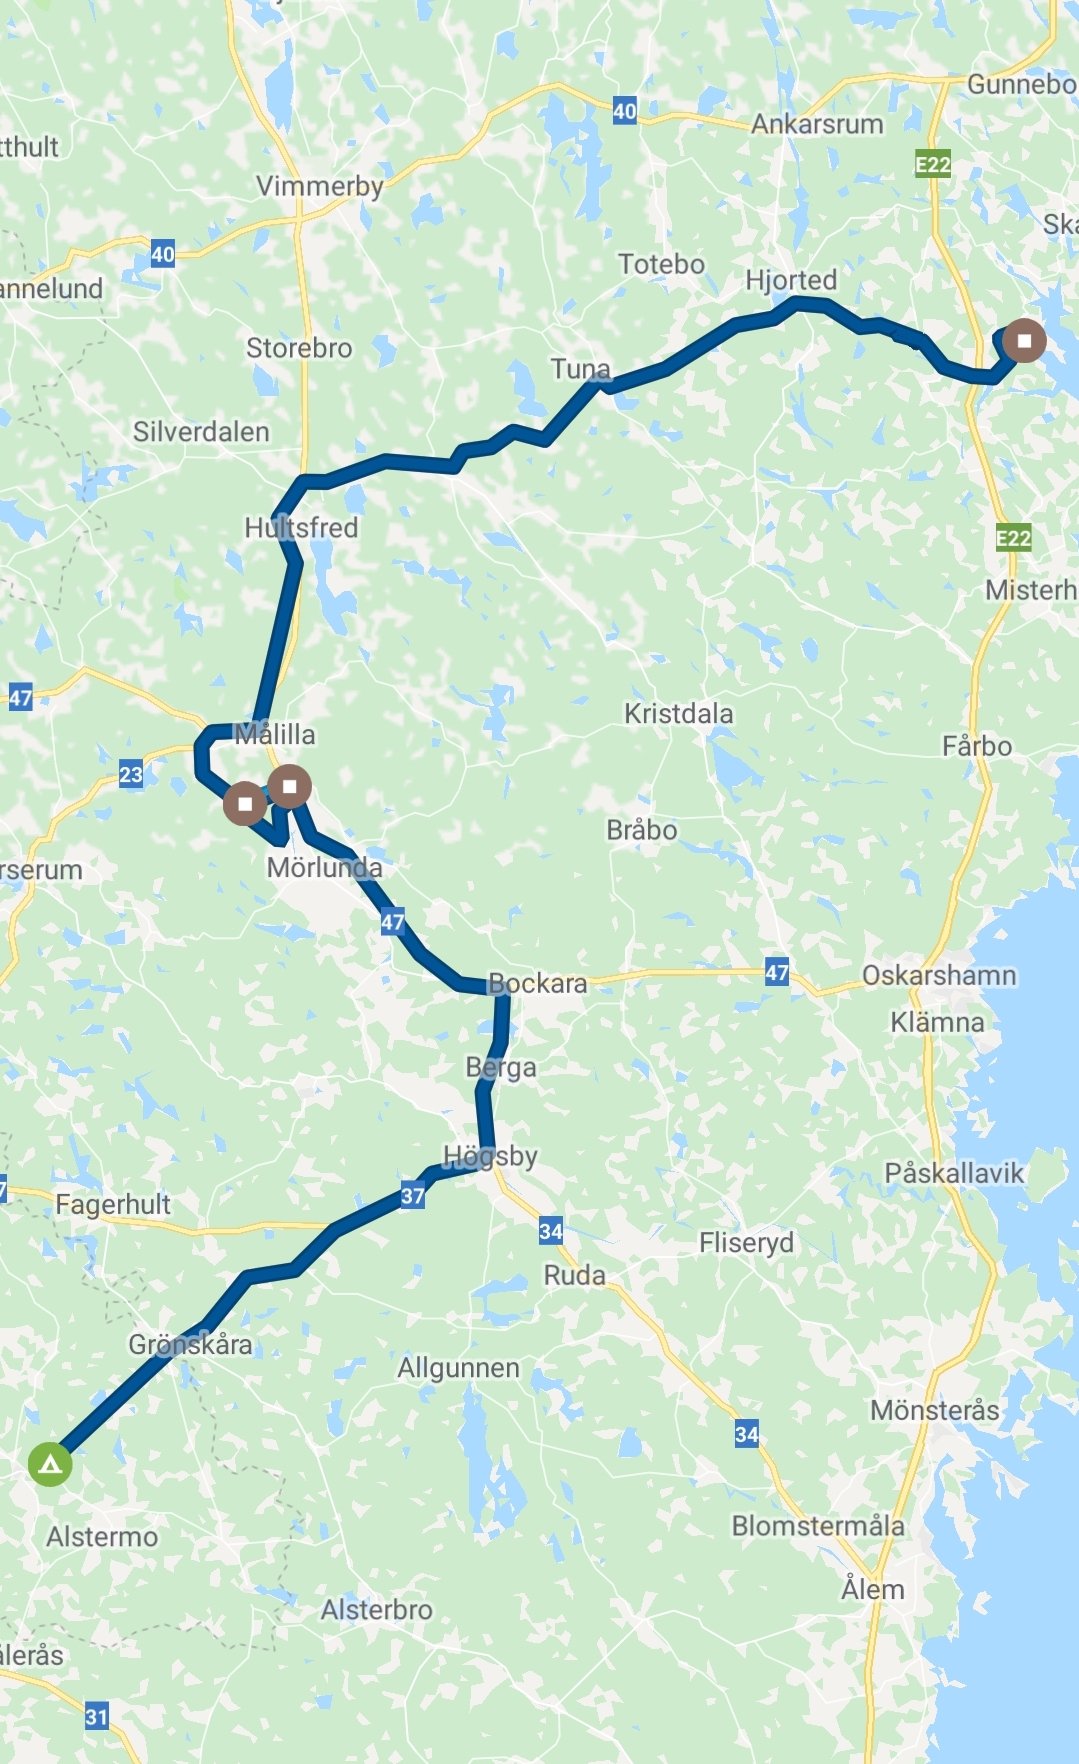 Gunnebo
40
Ankarsrum
tthult
E22
Vimmerby
Ska
40
Totebo
Hjorted
annelund
Storebro
Tuna
Silverdalen
Hultsfred
E22
Misterh
47
Kristdala
Målilla
Fårbo
23
Bråbo
Mörlunda
rserum
47
47
Bockara
Oskarshamn
Klämna
Berga
Högsby
Påskallavik
7
37
Fagerhult
34
Fliseryd
Ruda
Grönskåra
Allgunnen
Mönsterås
34
Blomstermåla
Alstermo
Ålem
Alsterbro
ålerås
31